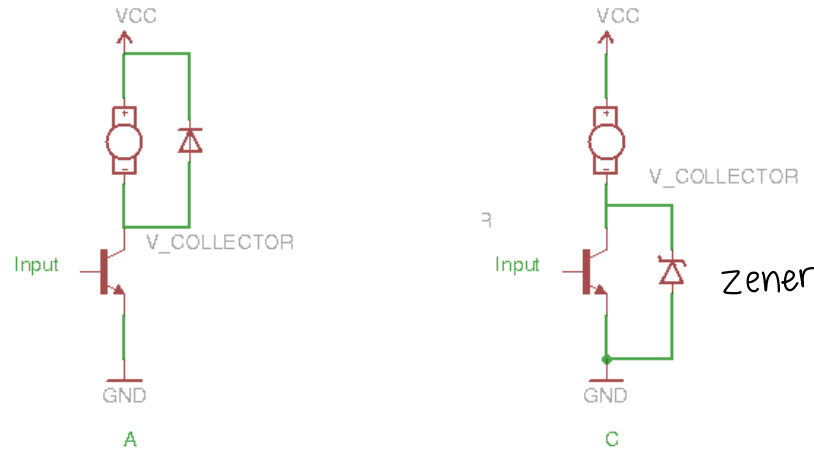 VCC
VCC
+
+
-
-
V_COLLECTOR
V_COLLECTOR
R
Input
Input
zener
GND
GND
A
C